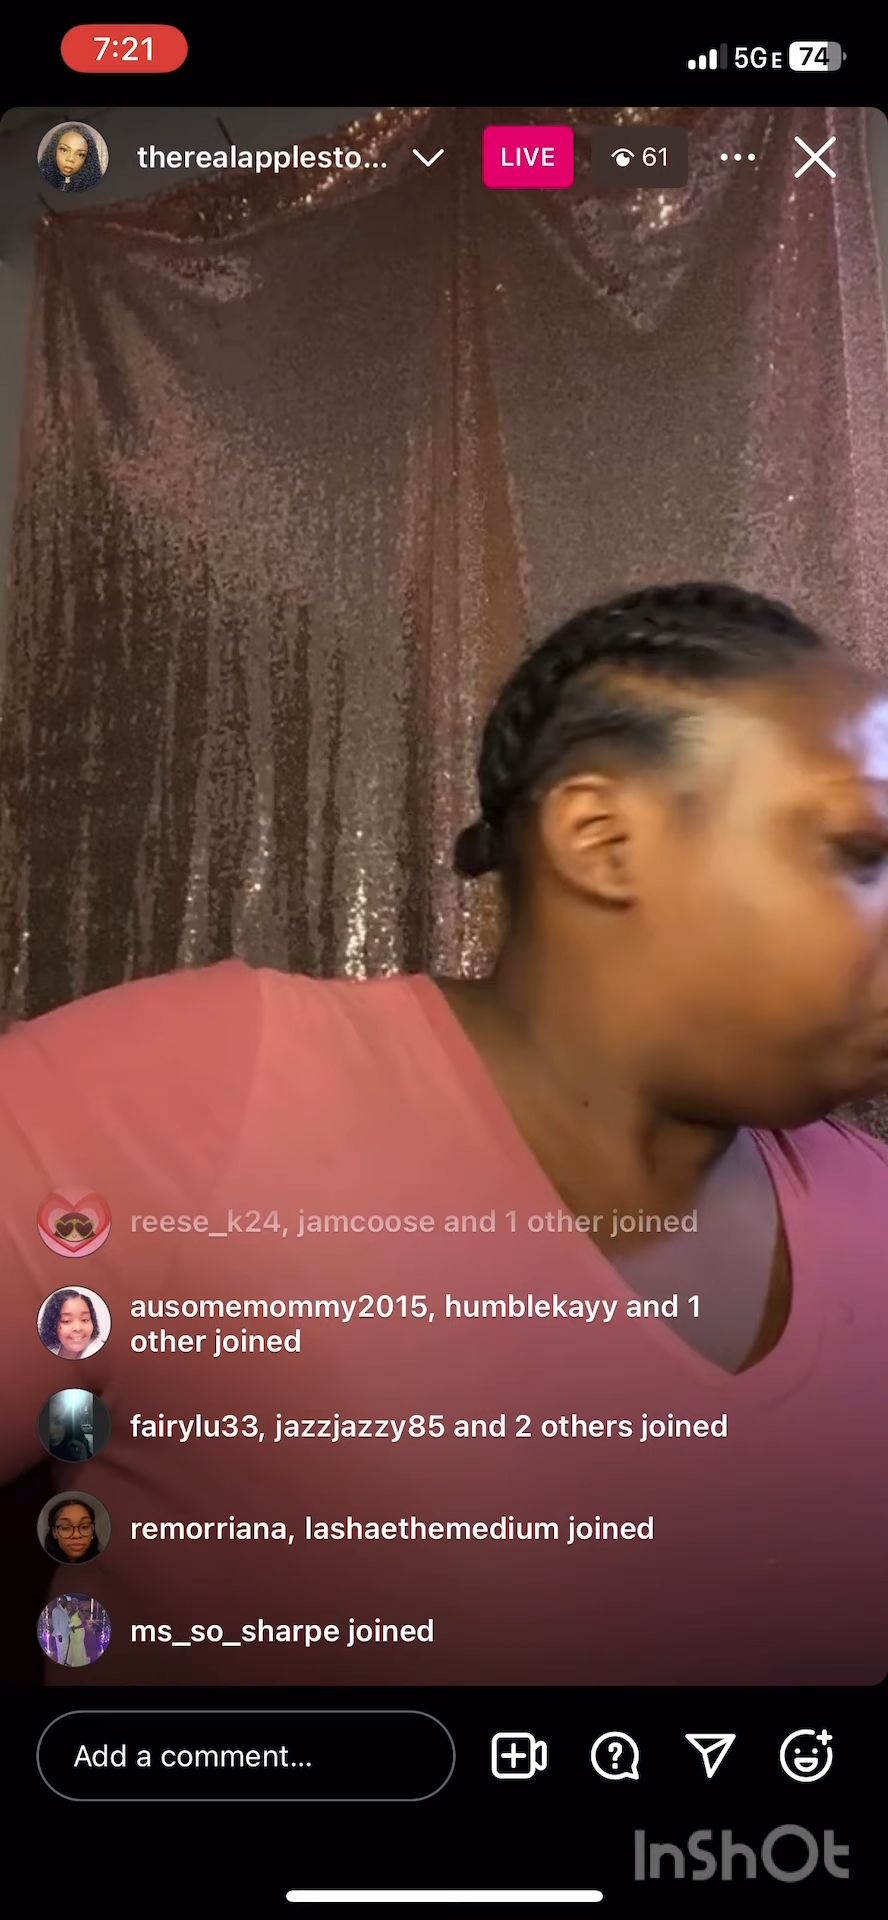 7:21
5GE 74
therealapplesto...
LIVE
61
reese_k24, jamcoose and 1 other joined
ausomemommy2015, humblekayy and 1
other joined
fairylu33, jazzjazzy85 and 2 others joined
remorriana, lashaethemedium joined
ms_so_sharpe joined
Add a comment...
InShOt